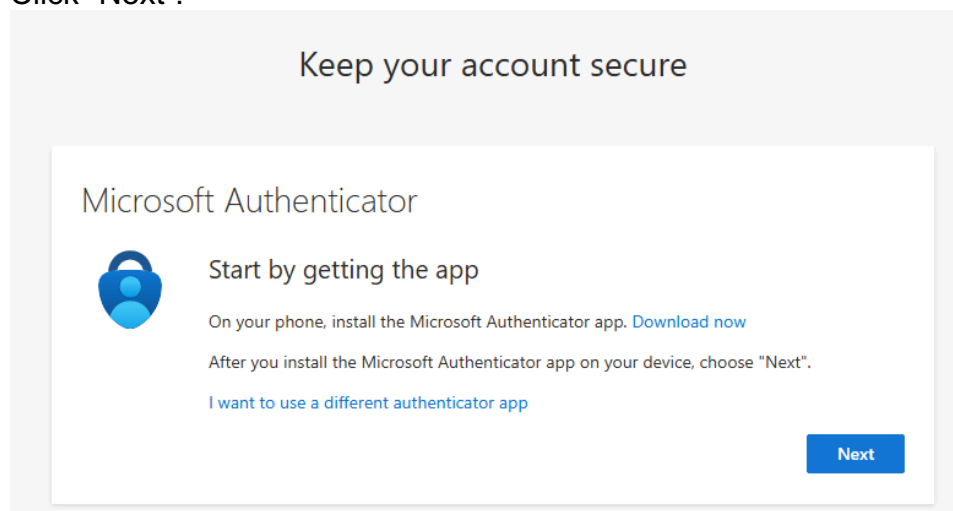 Click "Next".
Keep your account secure
Microsoft Authenticator
Start by getting the app
On your phone, install the Microsoft Authenticator app. Download now
After you install the Microsoft Authenticator app on your device, choose "Next".
I want to use a different authenticator app
Next